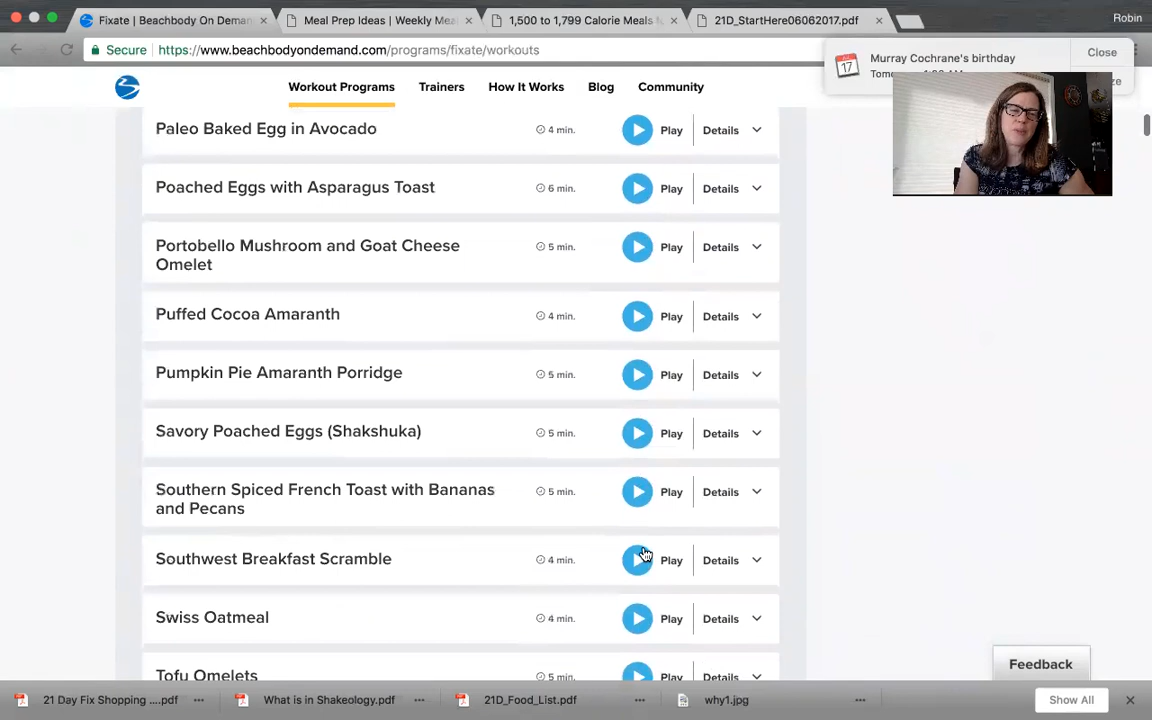 Fixate | Beachbody On Deman
Meal Prep Ideas | Weekly Mea
1,500 to 1,799 Calorie Meals
21D_StartHere06062017.pdf
Robin
Secure
https://www.beachbodyondemand.com/programs/fixate/workouts
17
Murray Cochrane's birthday
Close
Workout Programs
Trainers
How It Works
Blog
Community
Paleo Baked Egg in Avocado
4 min.
Play
Details
Poached Eggs with Asparagus Toast
6 min.
Play
Details
Portobello Mushroom and Goat Cheese
Omelet
5 min.
Play
Details
Puffed Cocoa Amaranth
4 min.
Play
Details
Pumpkin Pie Amaranth Porridge
5 min.
Play
Details
Savory Poached Eggs (Shakshuka)
5 min.
Play
Details
Southern Spiced French Toast with Bananas
and Pecans
5 min.
Play
Details
Southwest Breakfast Scramble
4 min.
Play
Details
Swiss Oatmeal
4 min.
Play
Details
Tofu Omelets
5 min.
Play
Details
Feedback
21 Day Fix Shopping ....pdf
What is in Shakeology.pdf
21D_Food_List.pdf
why1.jpg
Show All